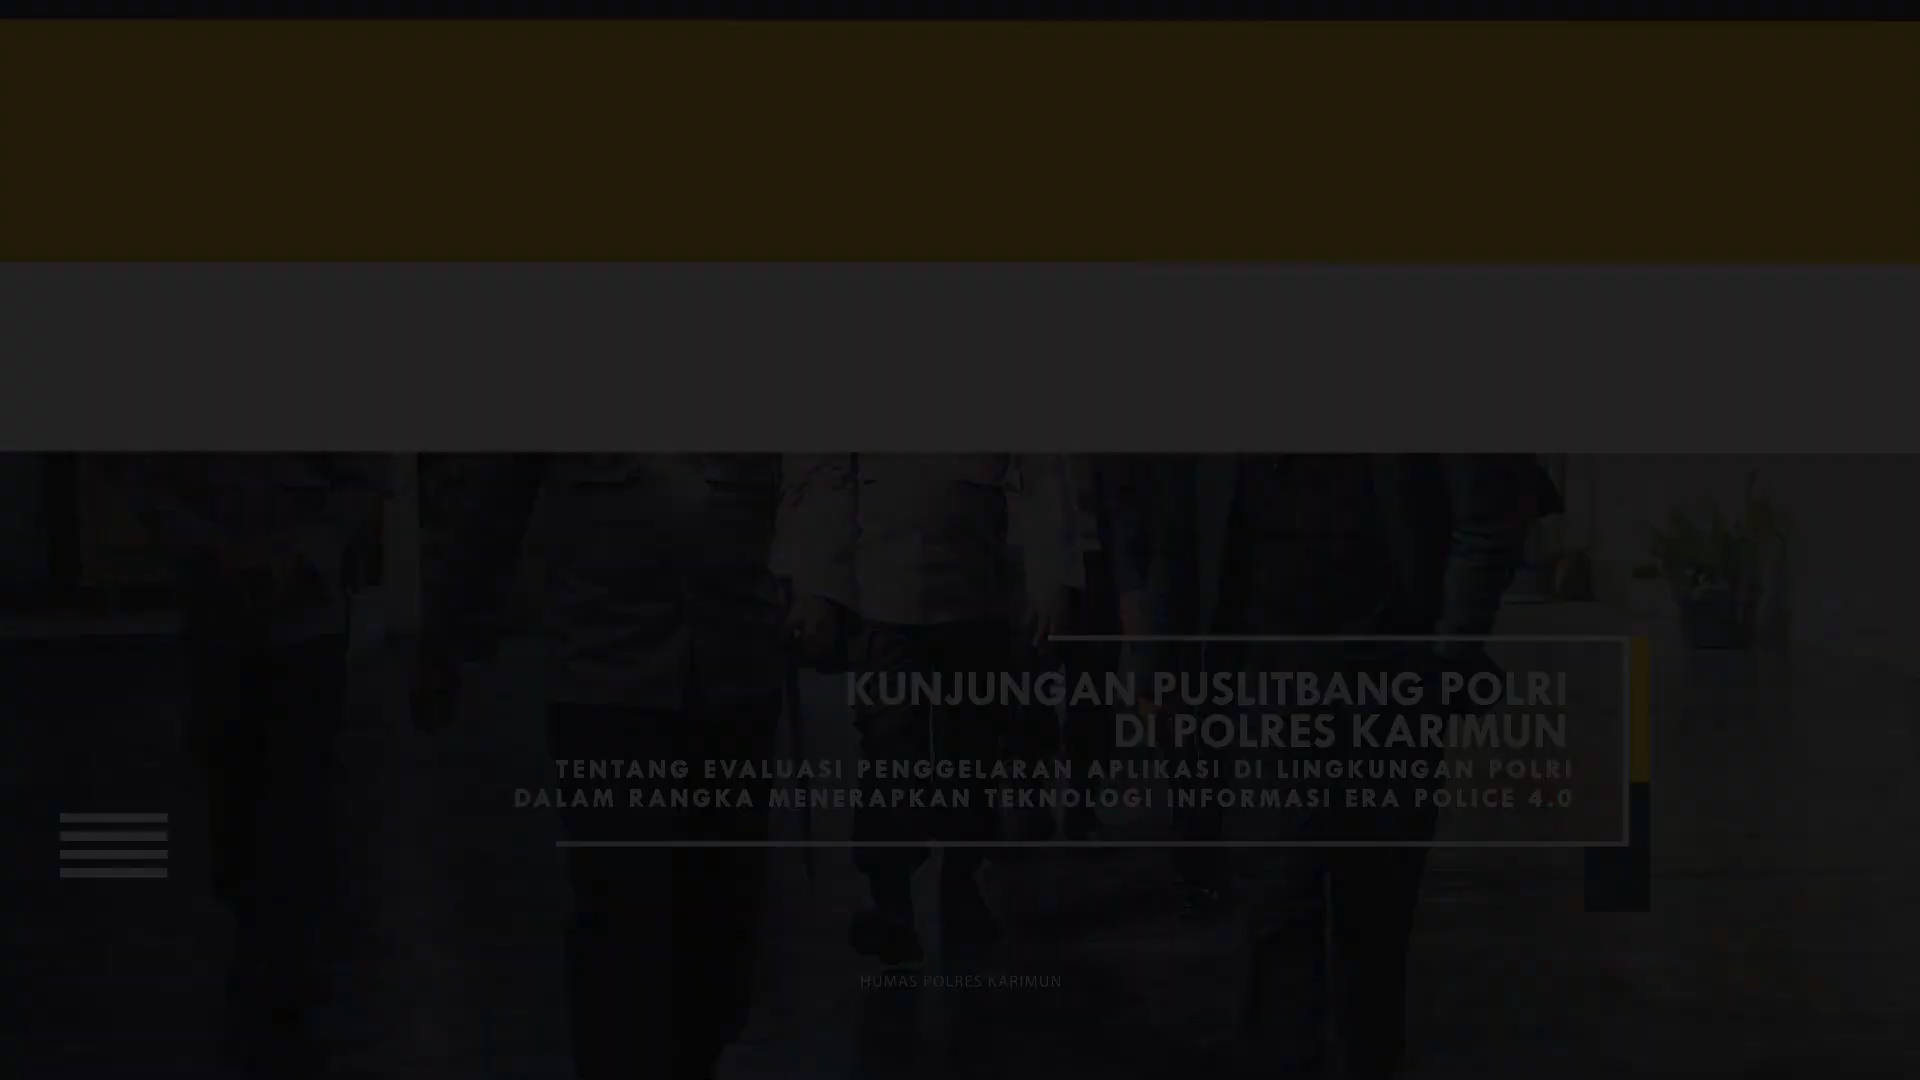 KUNJUNGAN PUSLITBANG POLRI
DI POLRES KARIMUN
TENTANG EVALUASI PENGGELARAN APLIKASI DI LINGKUNGAN POLRI
DALAM RANGKA MENERAPKAN TEKNOLOGI INFORMASI ERA POLICE 4.0
HUMAS POLRES KARIMUN